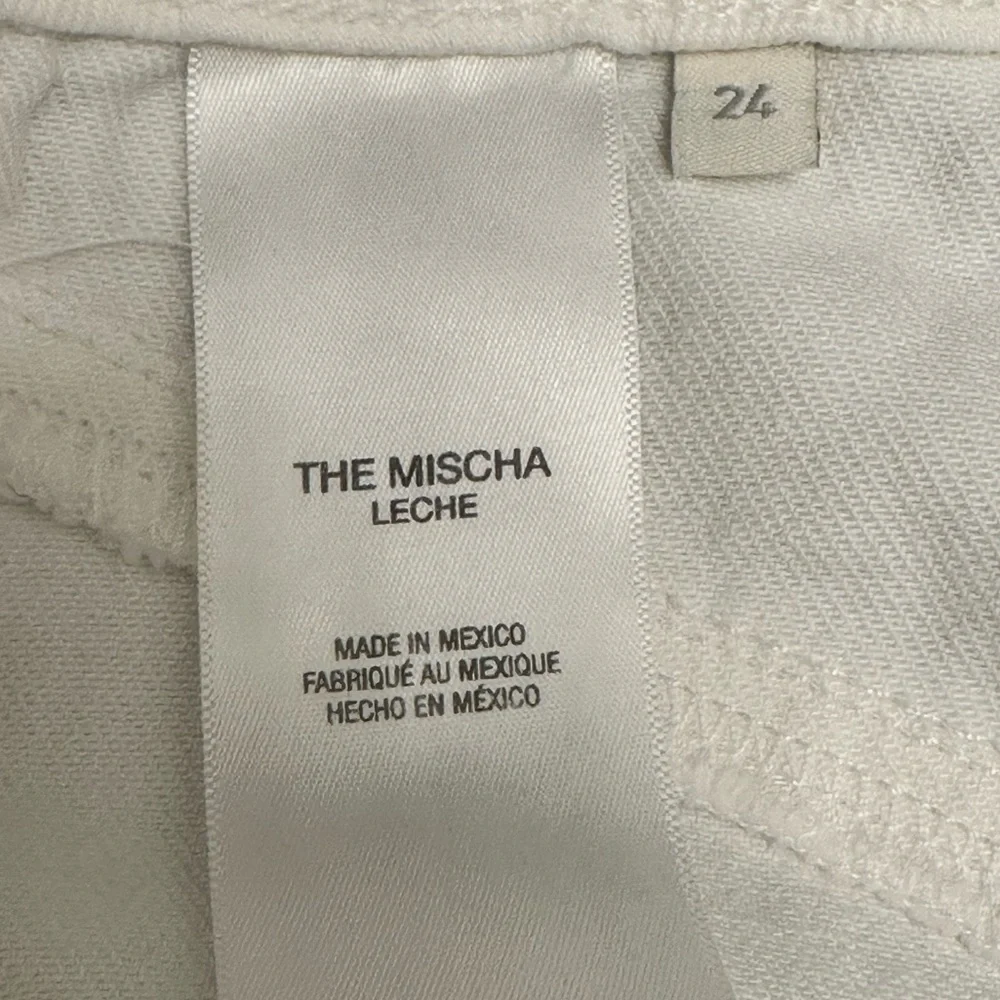 24
THE MISCHA
LECHE
MADE IN MEXICO
FABRIQUÉ AU MEXIQUE
HECHO EN MÉXICO